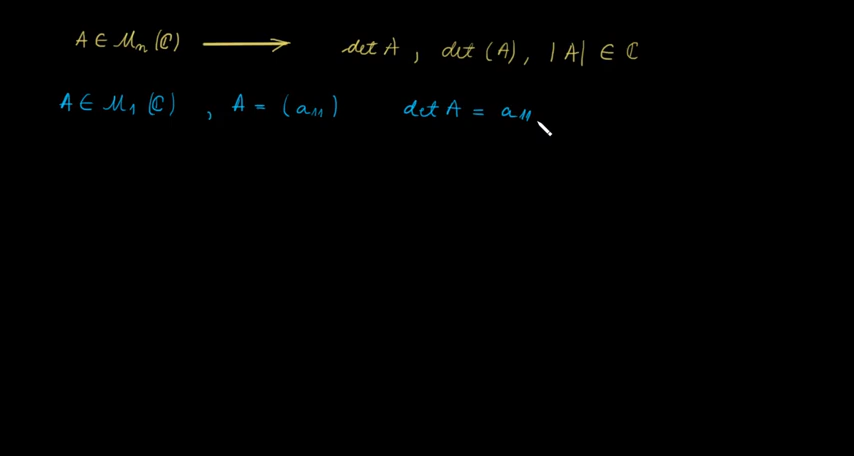 A ∈ M_n (ℂ) ⟶ det A , det (A) , |A| ∈ ℂ
A ∈ M_1 (ℂ) , A = (a_11) det A = a_11